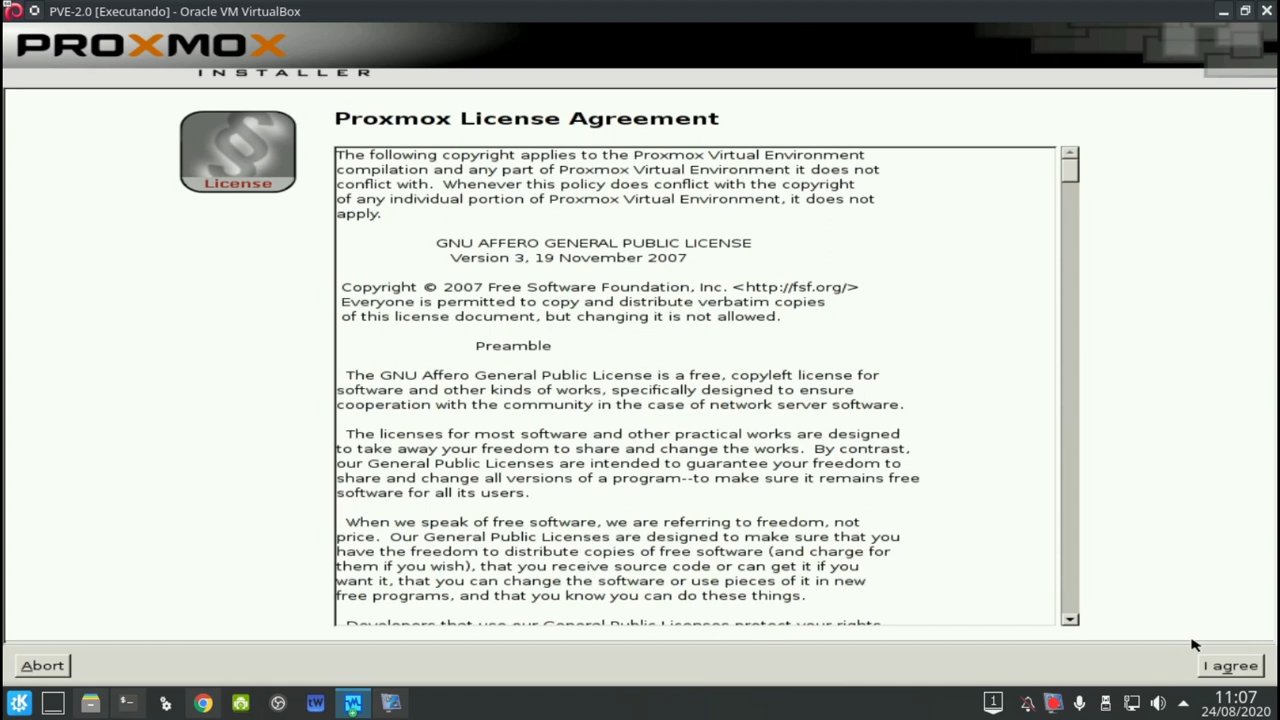 PVE-2.0 [Executando] - Oracle VM VirtualBox
PROXMOX
INSTALLER
License
Proxmox License Agreement
The following copyright applies to the Proxmox Virtual Environment
compilation and any part of Proxmox Virtual Environment it does not
conflict with.  Whenever this policy does conflict with the copyright
of any individual portion of Proxmox Virtual Environment, it does not
apply.
GNU AFFERO GENERAL PUBLIC LICENSE
Version 3, 19 November 2007
Copyright © 2007 Free Software Foundation, Inc. <http://fsf.org/>
Everyone is permitted to copy and distribute verbatim copies
of this license document, but changing it is not allowed.
Preamble
The GNU Affero General Public License is a free, copyleft license for
software and other kinds of works, specifically designed to ensure
cooperation with the community in the case of network server software.
The licenses for most software and other practical works are designed
to take away your freedom to share and change the works.  By contrast,
our General Public Licenses are intended to guarantee your freedom to
share and change all versions of a program--to make sure it remains free
software for all its users.
When we speak of free software, we are referring to freedom, not
price.  Our General Public Licenses are designed to make sure that you
have the freedom to distribute copies of free software (and charge for
them if you wish), that you receive source code or can get it if you
want it, that you can change the software or use pieces of it in new
free programs, and that you know you can do these things.
Developers that use our General Public Licenses protect your rights
Abort
I agree
tW
1
11:07
24/08/2020